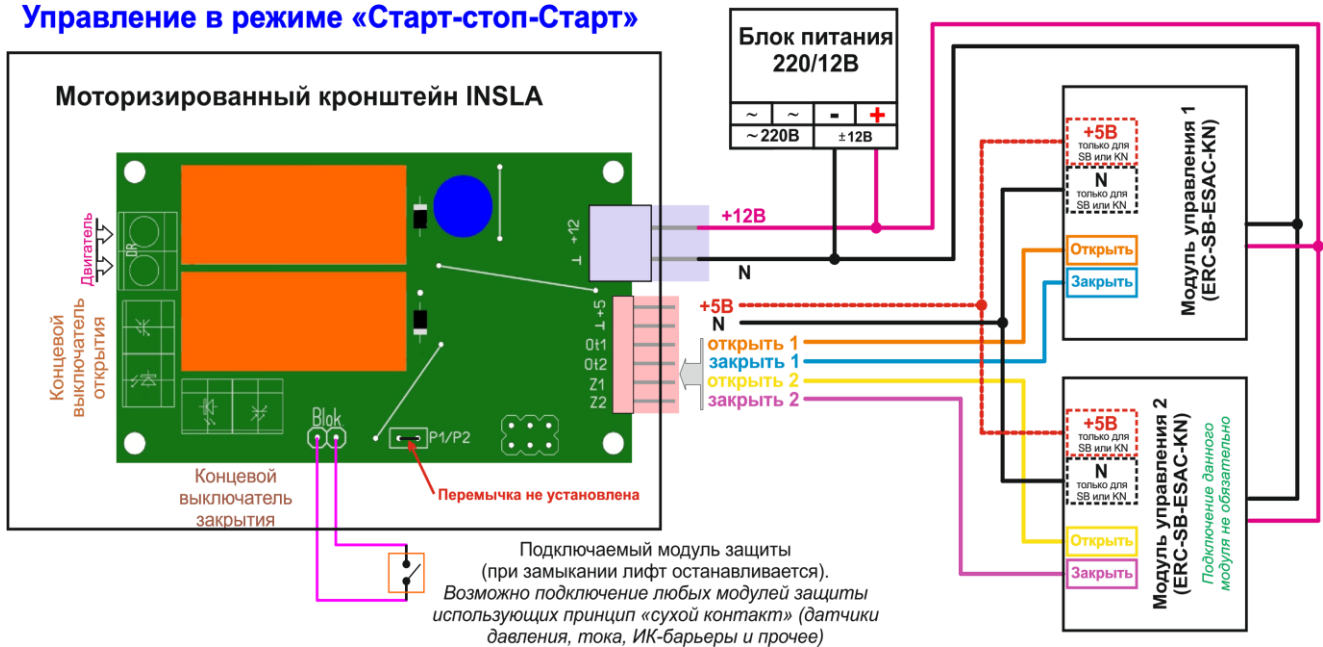 Управление в режиме «Старт-стоп-Старт»
Моторизированный кронштейн INSLA
Блок питания
220/12В
~ ~ - +
~220В ±12В
Двигатель
DR
Концевой
выключатель
открытия
Концевой
выключатель
закрытия
Blok
P1/P2
Перемычка не установлена
⊥ +12
⊥ +5
Ot1
Ot2
Z1
Z2
+12В
N
+5В
N
открыть 1
закрыть 1
открыть 2
закрыть 2
+5В
только для
SB или KN
N
только для
SB или KN
Открыть
Закрыть
Модуль управления 1
(ERC-SB-ESAC-KN)
+5В
только для
SB или KN
N
только для
SB или KN
Открыть
Закрыть
Модуль управления 2
(ERC-SB-ESAC-KN)
Подключение данного
модуля не обязательно
Подключаемый модуль защиты
(при замыкании лифт останавливается).
Возможно подключение любых модулей защиты
использующих принцип «сухой контакт» (датчики
давления, тока, ИК-барьеры и прочее)